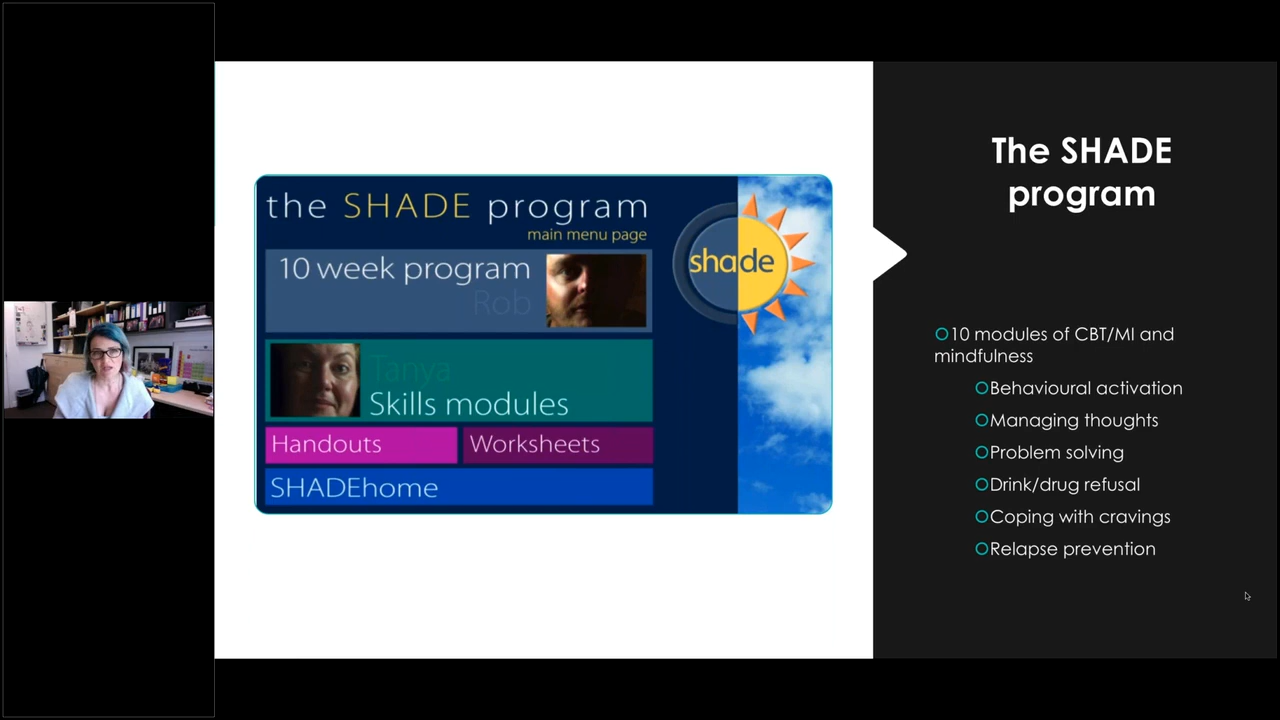 the SHADE program
main menu page
10 week program
Rob
shade
Tanya
Skills modules
Handouts
Worksheets
SHADEhome
The SHADE
program
10 modules of CBT/MI and
mindfulness
Behavioural activation
Managing thoughts
Problem solving
Drink/drug refusal
Coping with cravings
Relapse prevention